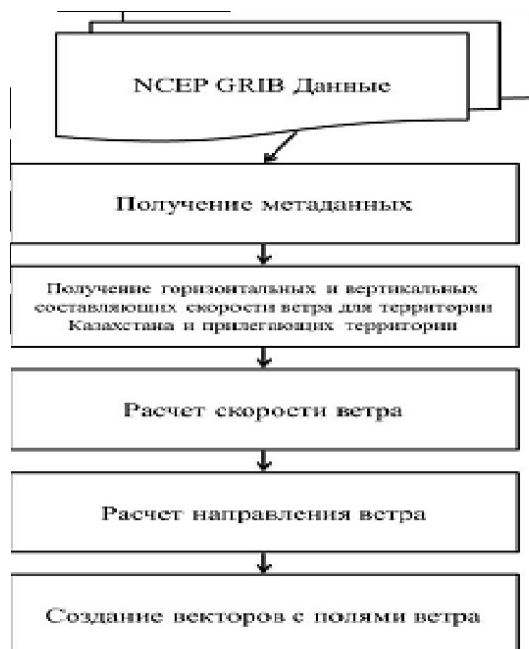 NCEP GRIB Данные
Получение метаданных
Получение горизонтальных и вертикальных
составляющих скорости ветра для территории
Казахстана и прилегающих территории
Расчет скорости ветра
Расчет направления ветра
Создание векторов с полями ветра